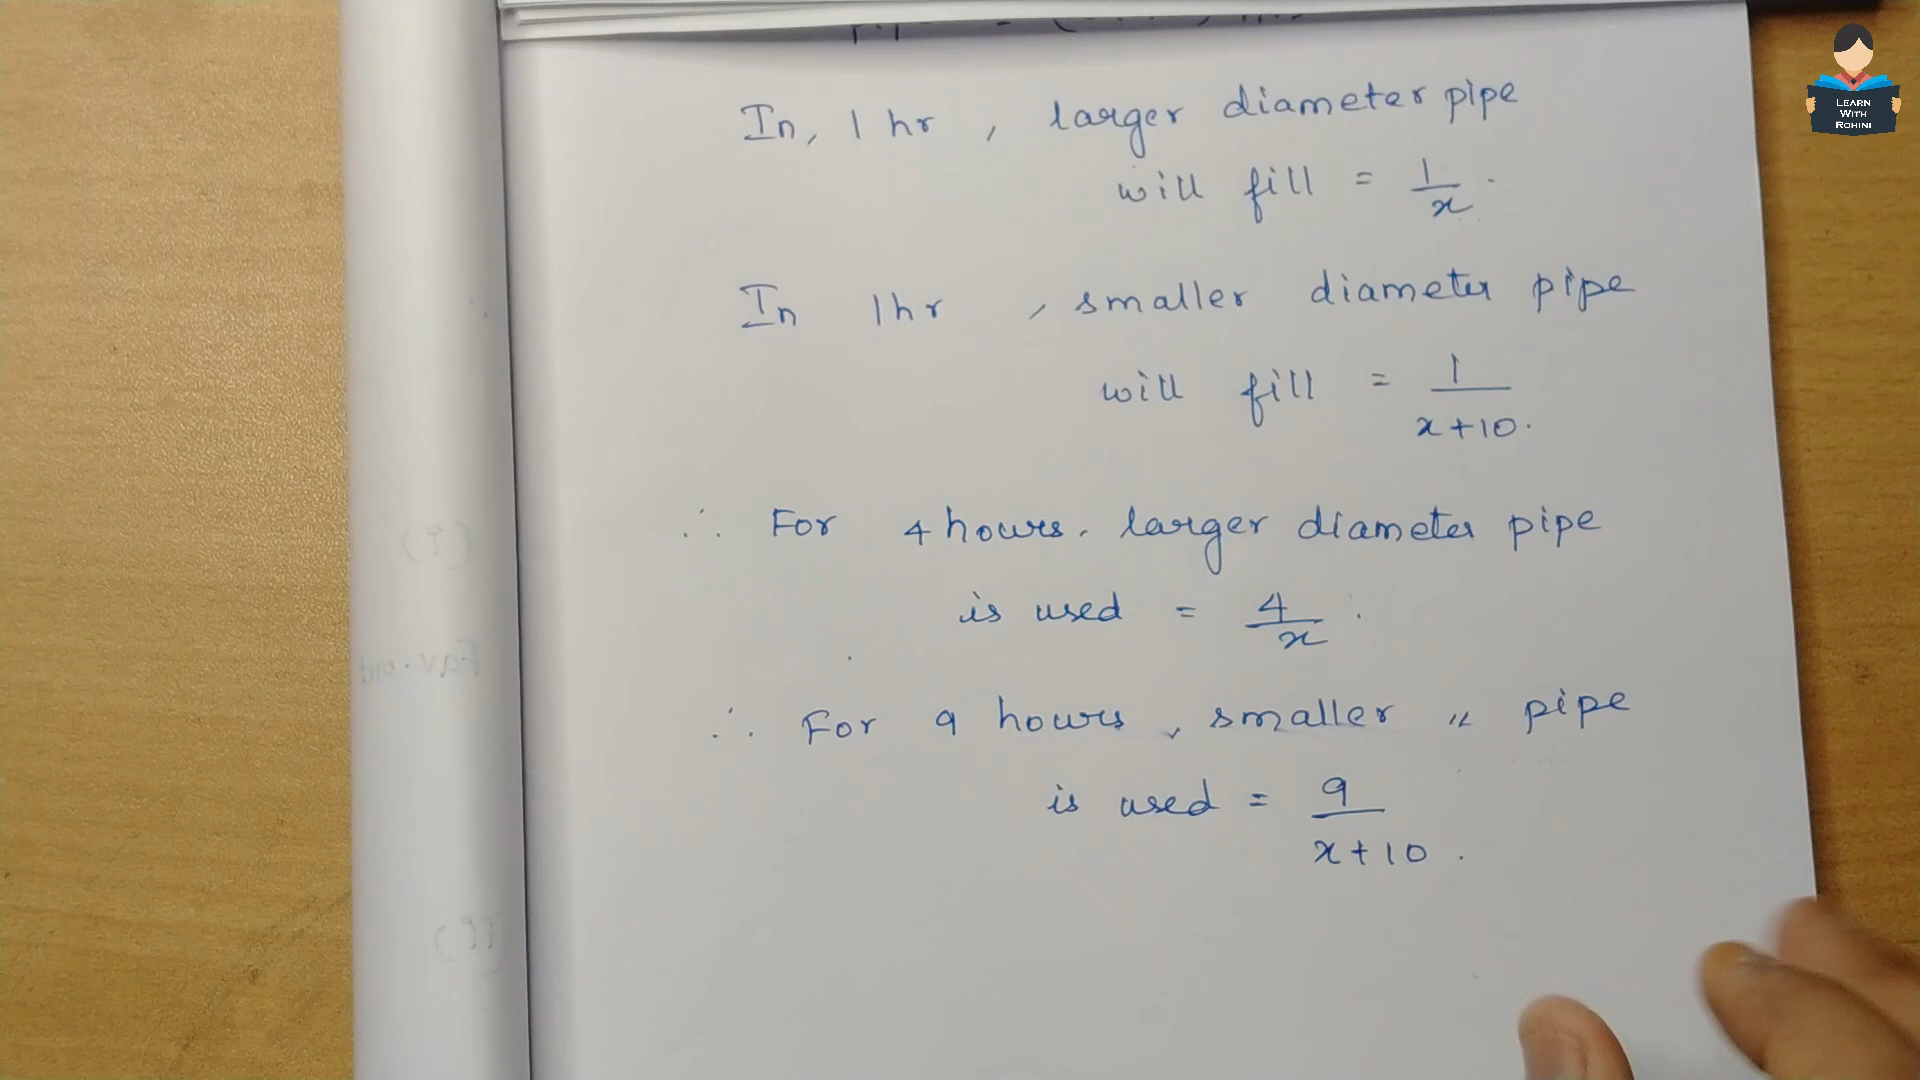 In, 1 hr, larger diameter pipe
will fill = 1/x.
In 1hr, smaller diameter pipe
will fill = 1/x+10.
∴ For 4 hours. larger diameter pipe
is used = 4/x.
∴ For 9 hours, smaller 〃 pipe
is used = 9/x+10.
LEARN
WITH
ROHINI